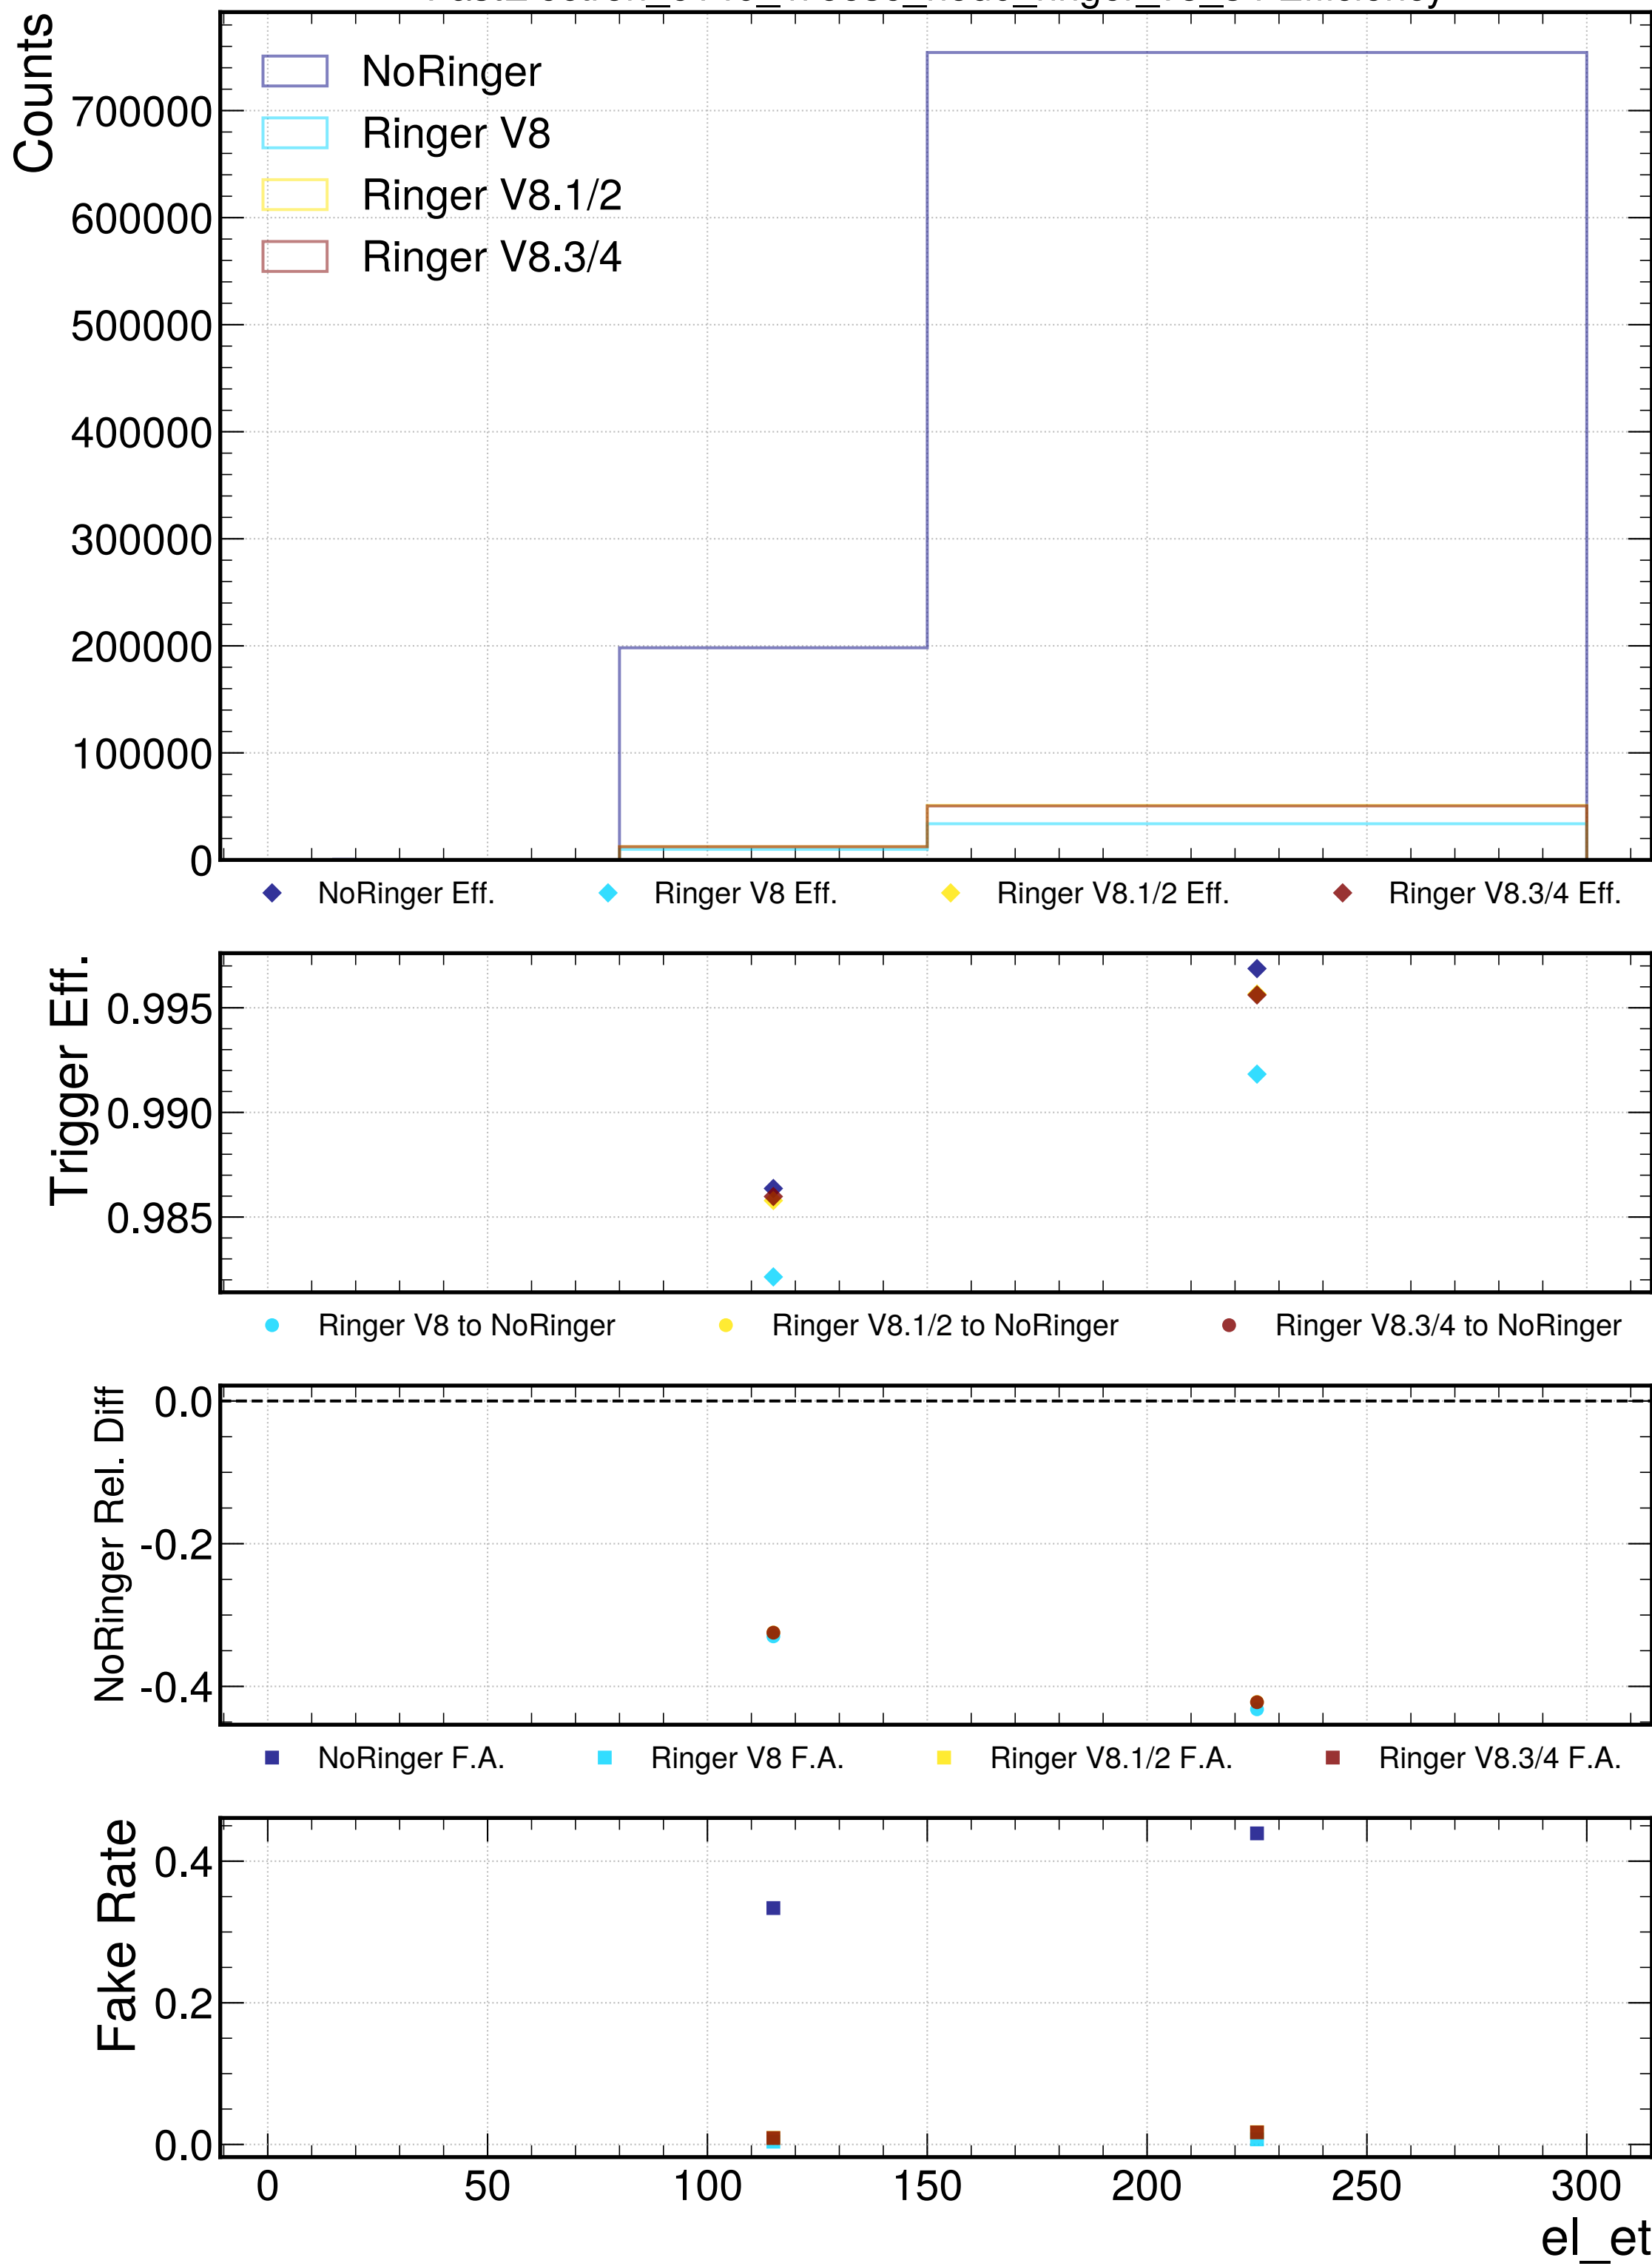 Counts
NoRinger
Ringer V8
Ringer V8.1/2
Ringer V8.3/4
700000
600000
500000
400000
300000
200000
100000
0
NoRinger Eff. Ringer V8 Eff. Ringer V8.1/2 Eff. Ringer V8.3/4 Eff.
Trigger Eff.
0.995
0.990
0.985
Ringer V8 to NoRinger Ringer V8.1/2 to NoRinger Ringer V8.3/4 to NoRinger
NoRinger Rel. Diff
0.0
-0.2
-0.4
NoRinger F.A. Ringer V8 F.A. Ringer V8.1/2 F.A. Ringer V8.3/4 F.A.
Fake Rate
0.4
0.2
0.0
0 50 100 150 200 250 300
el_et